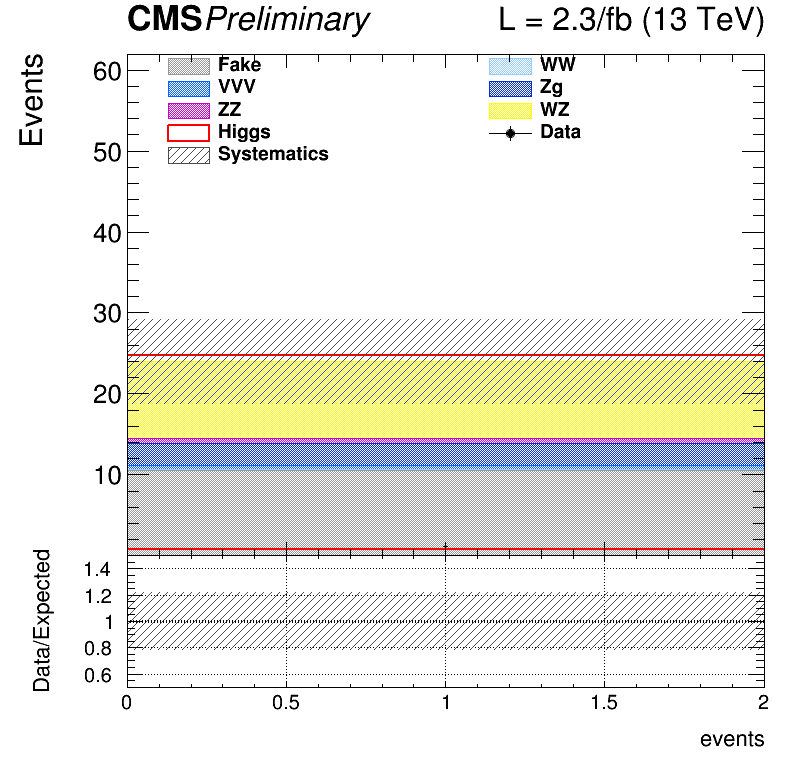 CMS Preliminary L = 2.3/fb (13 TeV)
Events
60
50
40
30
20
10
Fake
VVV
ZZ
Higgs
Systematics
WW
Zg
WZ
Data
Data/Expected
1.4
1.2
1
0.8
0.6
0 0.5 1 1.5 2
events